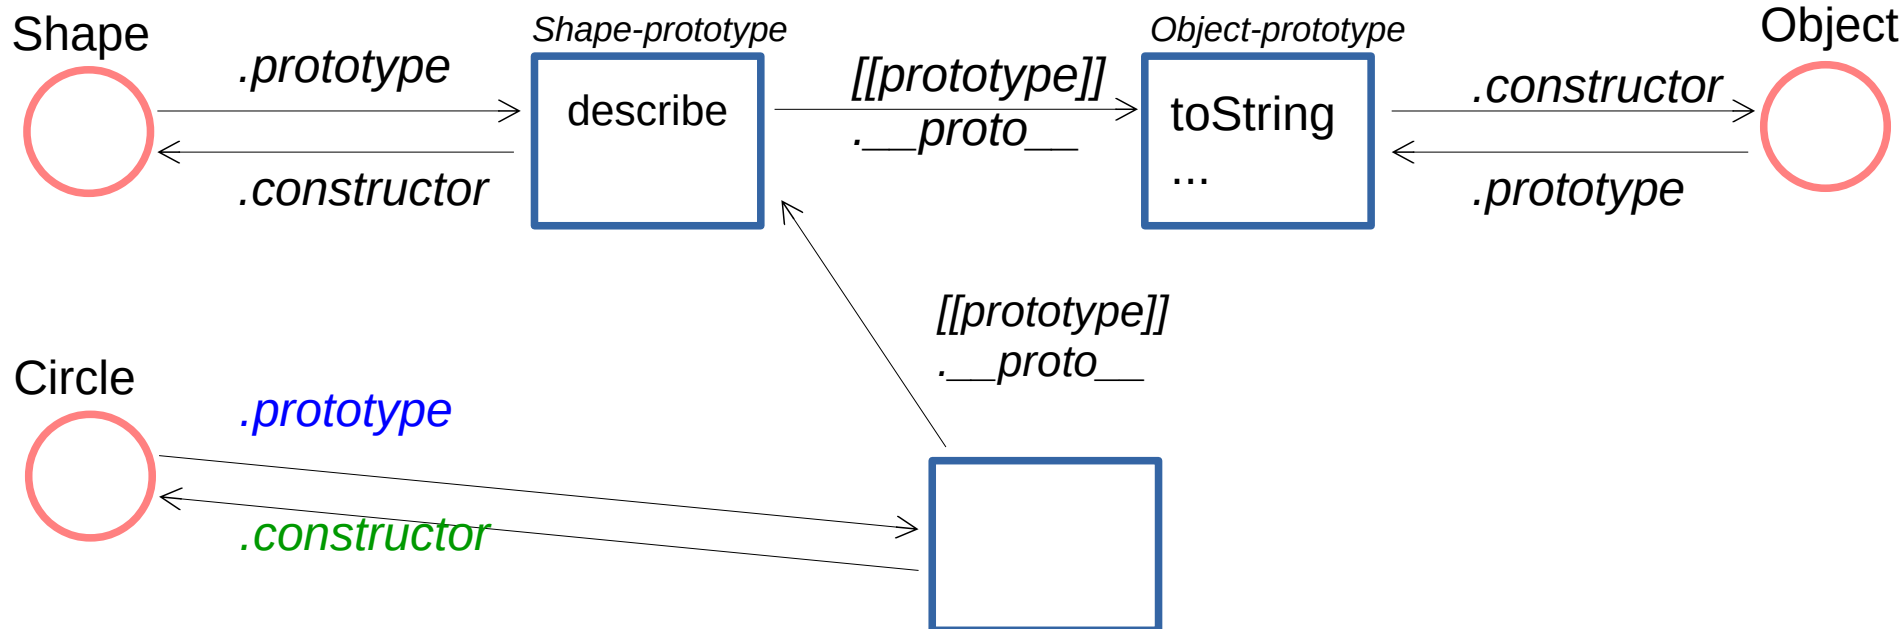 Shape
Shape-prototype
Object-prototype
Object
.prototype
describe
[[prototype]]
.__proto__
toString
...
.constructor
.constructor
.prototype
[[prototype]]
.__proto__
Circle
.prototype
.constructor